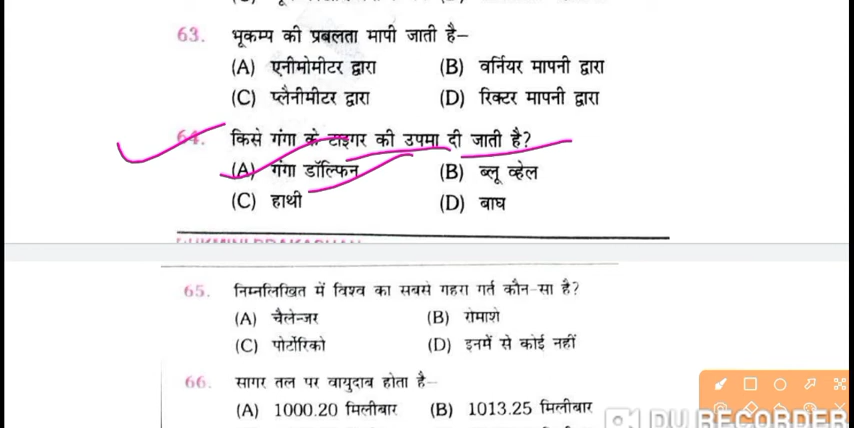 63. भूकम्प की प्रबलता मापी जाती है–
(A) एनीमोमीटर द्वारा (B) वर्नियर मापनी द्वारा
(C) प्लैनीमीटर द्वारा (D) रिक्टर मापनी द्वारा
64. किसे गंगा के टाइगर की उपमा दी जाती है?
(A) गंगा डॉल्फिन (B) ब्लू व्हेल
(C) हाथी (D) बाघ
65. निम्नलिखित में विश्व का सबसे गहरा गर्त कौन-सा है?
(A) चैलेन्जर (B) रोमाशे
(C) पोर्टोरिको (D) इनमें से कोई नहीं
66. सागर तल पर वायुदाब होता है–
(A) 1000.20 मिलीबार (B) 1013.25 मिलीबार
DU RECORDER